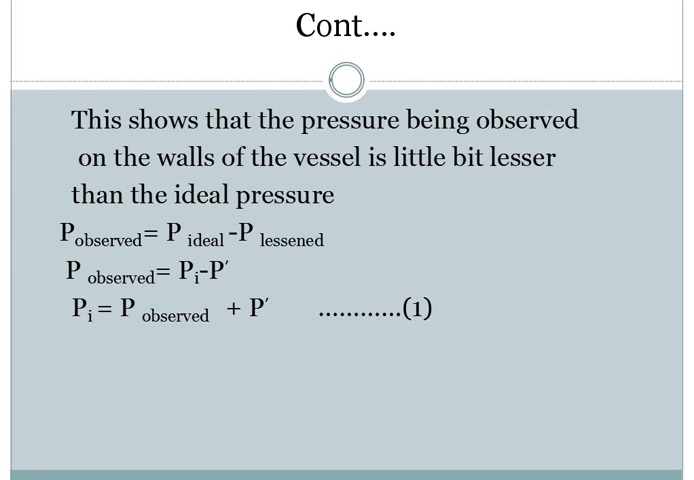 Cont....
This shows that the pressure being observed
on the walls of the vessel is little bit lesser
than the ideal pressure
Pobserved= P ideal -P lessened
P observed= Pi-P′
Pi = P observed + P′ ............(1)